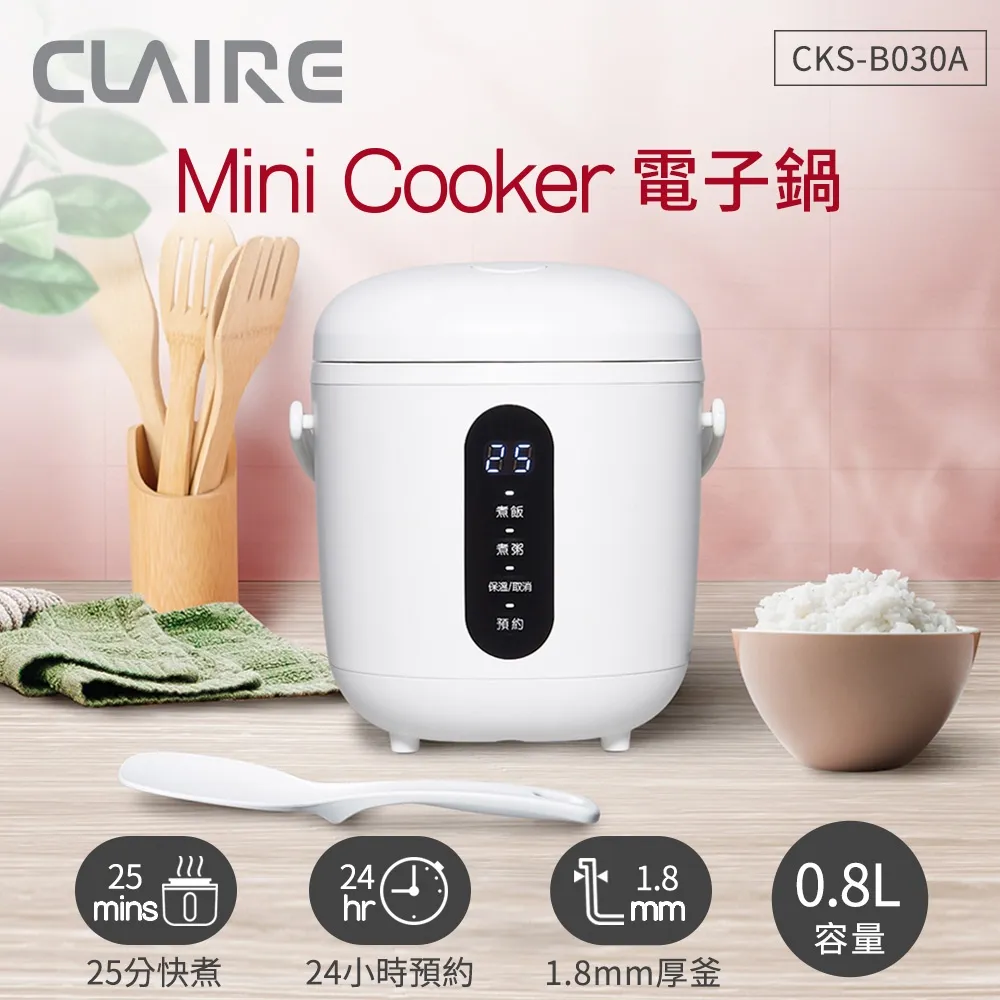 CLAIRE
CKS-B030A
Mini Cooker 電子鍋
25
煮飯
煮粥
保溫/取消
預約
25 mins
25分快煮
24 hr
24小時預約
1.8 mm
1.8mm厚釜
0.8L
容量